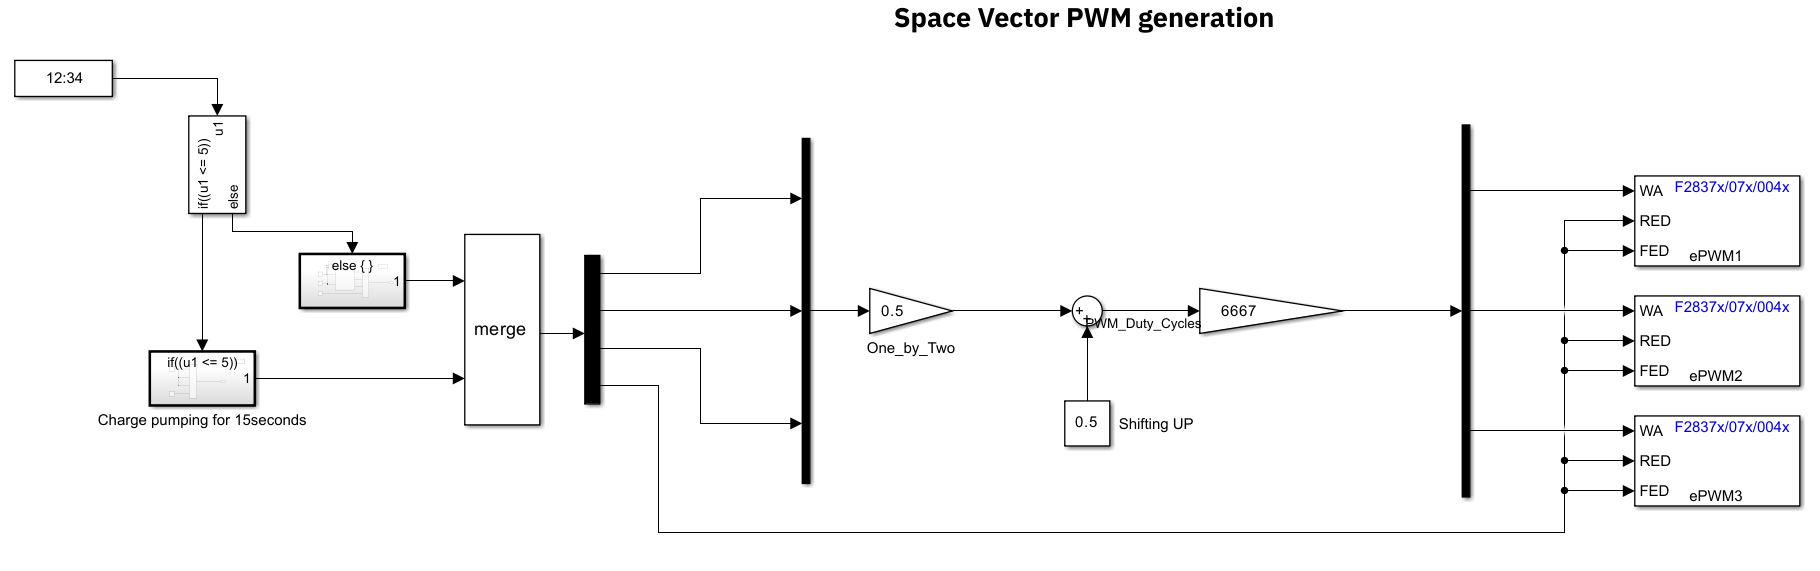 Space Vector PWM generation
12:34
u1
if((u1 <= 5))
else
else { }
1
if((u1 <= 5))
1
Charge pumping for 15seconds
merge
0.5
One_by_Two
+
+
PWM_Duty_Cycles
0.5
Shifting UP
6667
WA
F2837x/07x/004x
RED
FED
ePWM1
WA
F2837x/07x/004x
RED
FED
ePWM2
WA
F2837x/07x/004x
RED
FED
ePWM3